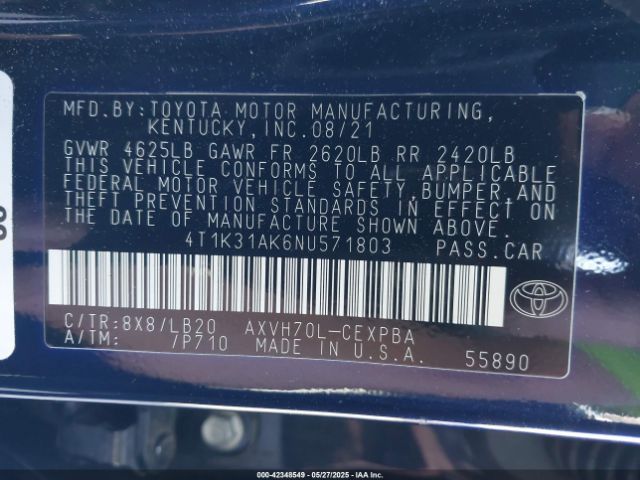 MFD.BY:TOYOTA MOTOR MANUFACTURING,
KENTUCKY, INC. 08/21
GVWR 4625LB GAWR FR 2620LB RR 2420LB
THIS VEHICLE CONFORMS TO ALL APPLICABLE
FEDERAL MOTOR VEHICLE SAFETY, BUMPER, AND
THEFT PREVENTION STANDARDS IN EFFECT ON
THE DATE OF MANUFACTURE SHOWN ABOVE.
4T1K31AK6NU571803 PASS.CAR
C/TR:8X8/LB20 AXVH70L-CEXPBA
A/TM: /P710 MADE IN U.S.A. 55890
000-42348549 - 05/27/2025 - IAAI.COM